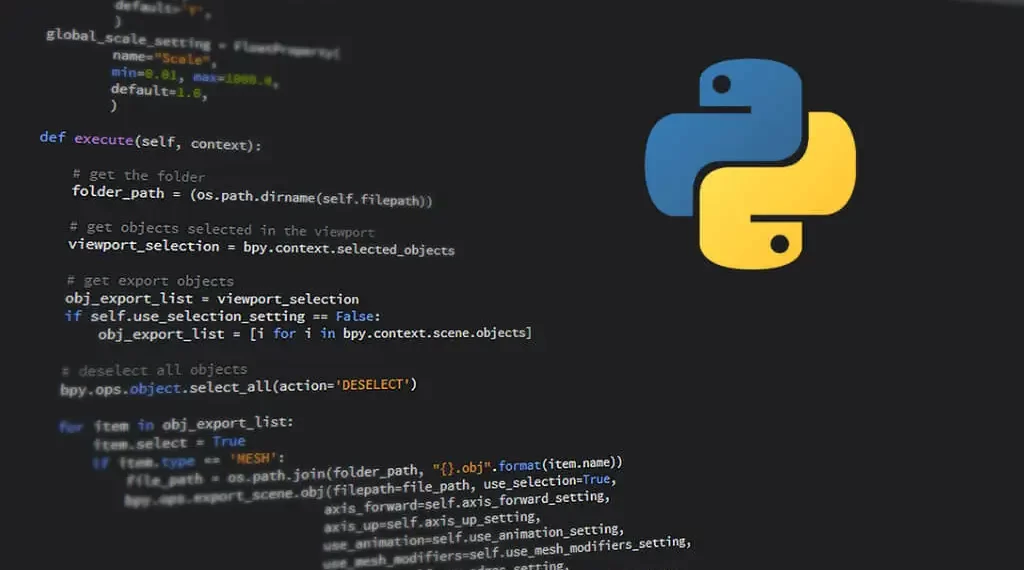 default='Y',
)
global_scale_setting = FloatProperty(
name="Scale",
min=0.01, max=1000.0,
default=1.0,
)
def execute(self, context):
# get the folder
folder_path = (os.path.dirname(self.filepath))
# get objects selected in the viewport
viewport_selection = bpy.context.selected_objects
# get export objects
obj_export_list = viewport_selection
if self.use_selection_setting == False:
obj_export_list = [i for i in bpy.context.scene.objects]
# deselect all objects
bpy.ops.object.select_all(action='DESELECT')
for item in obj_export_list:
item.select = True
if item.type == 'MESH':
file_path = os.path.join(folder_path, "{}.obj".format(item.name))
bpy.ops.export_scene.obj(filepath=file_path, use_selection=True,
axis_forward=self.axis_forward_setting,
axis_up=self.axis_up_setting,
use_animation=self.use_animation_setting,
use_mesh_modifiers=self.use_mesh_modifiers_setting,